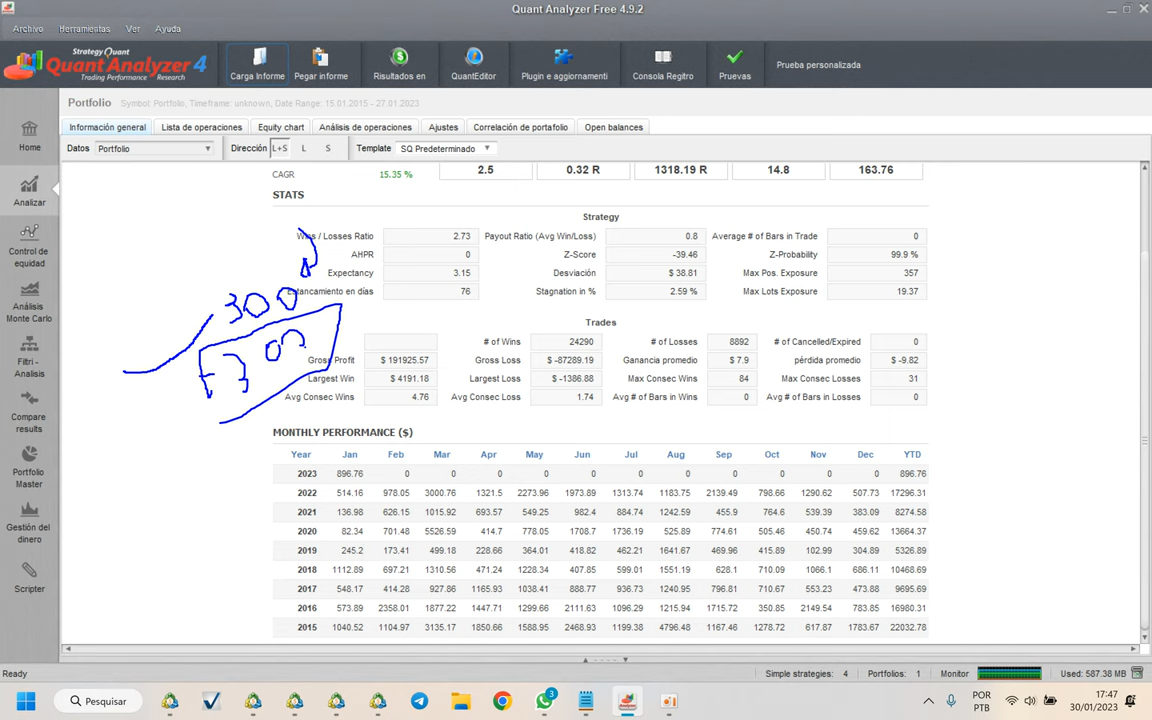 Quant Analyzer Free 4.9.2
Archivo Herramientas Ver Ayuda
StrategyQuant
QuantAnalyzer 4
Trading Performance
Research
Carga Informe Pegar informe Risultados en QuantEditor Plugin e aggiornamenti Consola Regitro Pruevas Prueba personalizada
Portfolio Symbol: Portfolio, Timeframe: unknown, Date Range: 15.01.2015 - 27.01.2023
Información general Lista de operaciones Equity chart Análisis de operaciones Ajustes Correlación de portafolio Open balances
Datos Portfolio Dirección L+S L S Template SQ Predeterminado
Home
Analizar
Control de
equidad
Análisis
Monte Carlo
Filtri -
Analisis
Compare
results
Portfolio
Master
Gestión del
dinero
Scripter
CAGR 15.35 % 2.5 0.32 R 1318.19 R 14.8 163.76
STATS
Strategy
Wins / Losses Ratio 2.73 Payout Ratio (Avg Win/Loss) 0.8 Average # of Bars in Trade 0
AHPR 0 Z-Score -39.46 Z-Probability 99.9 %
Expectancy 3.15 Desviación $ 38.81 Max Pos. Exposure 357
Estancamiento en días 76 Stagnation in % 2.59 % Max Lots Exposure 19.37
300
300
Trades
# of Wins 24290 # of Losses 8892 # of Cancelled/Expired 0
Gross Profit $ 191925.57 Gross Loss $ -87289.19 Ganancia promedio $ 7.9 pérdida promedio $ -9.82
Largest Win $ 4191.18 Largest Loss $ -1386.88 Max Consec Wins 84 Max Consec Losses 31
Avg Consec Wins 4.76 Avg Consec Loss 1.74 Avg # of Bars in Wins 0 Avg # of Bars in Losses 0
MONTHLY PERFORMANCE ($)
Year Jan Feb Mar Apr May Jun Jul Aug Sep Oct Nov Dec YTD
2023 896.76 0 0 0 0 0 0 0 0 0 0 0 896.76
2022 514.16 978.05 3000.76 1321.5 2273.96 1973.89 1313.74 1183.75 2139.49 798.66 1290.62 507.73 17296.31
2021 136.98 626.15 1015.92 693.57 549.25 982.4 884.74 1242.59 455.9 764.6 539.39 383.09 8274.58
2020 82.34 701.48 5526.59 414.7 778.05 1708.7 1736.19 525.89 774.61 505.46 450.74 459.62 13664.37
2019 245.2 173.41 499.18 228.66 364.01 418.82 462.21 1641.67 469.96 415.89 102.99 304.89 5326.89
2018 1112.89 697.21 1310.56 471.24 1228.34 407.85 599.01 1551.19 628.1 710.09 1066.1 686.11 10468.69
2017 548.17 414.28 927.86 1165.93 1038.41 888.77 936.73 1240.95 796.81 710.67 553.23 473.88 9695.69
2016 573.89 2358.01 1877.22 1447.71 1299.66 2111.63 1096.29 1215.94 1715.72 350.85 2149.54 783.85 16980.31
2015 1040.52 1104.97 3135.17 1850.66 1588.95 2468.93 1199.38 4796.48 1167.46 1278.72 617.87 1783.67 22032.78
Ready Simple strategies: 4 Portfolios: 1 Monitor Used: 587.38 MB
Pesquisar 3 POR 17:47
PTB 30/01/2023